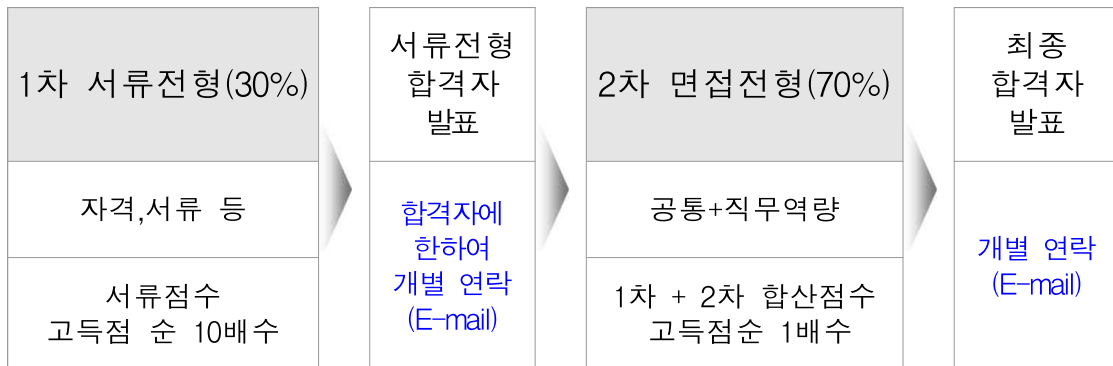 1차 서류전형(30%)
자격,서류 등
서류점수
고득점 순 10배수
서류전형
합격자
발표
합격자에
한하여
개별 연락
(E-mail)
2차 면접전형(70%)
공통+직무역량
1차 + 2차 합산점수
고득점순 1배수
최종
합격자
발표
개별 연락
(E-mail)